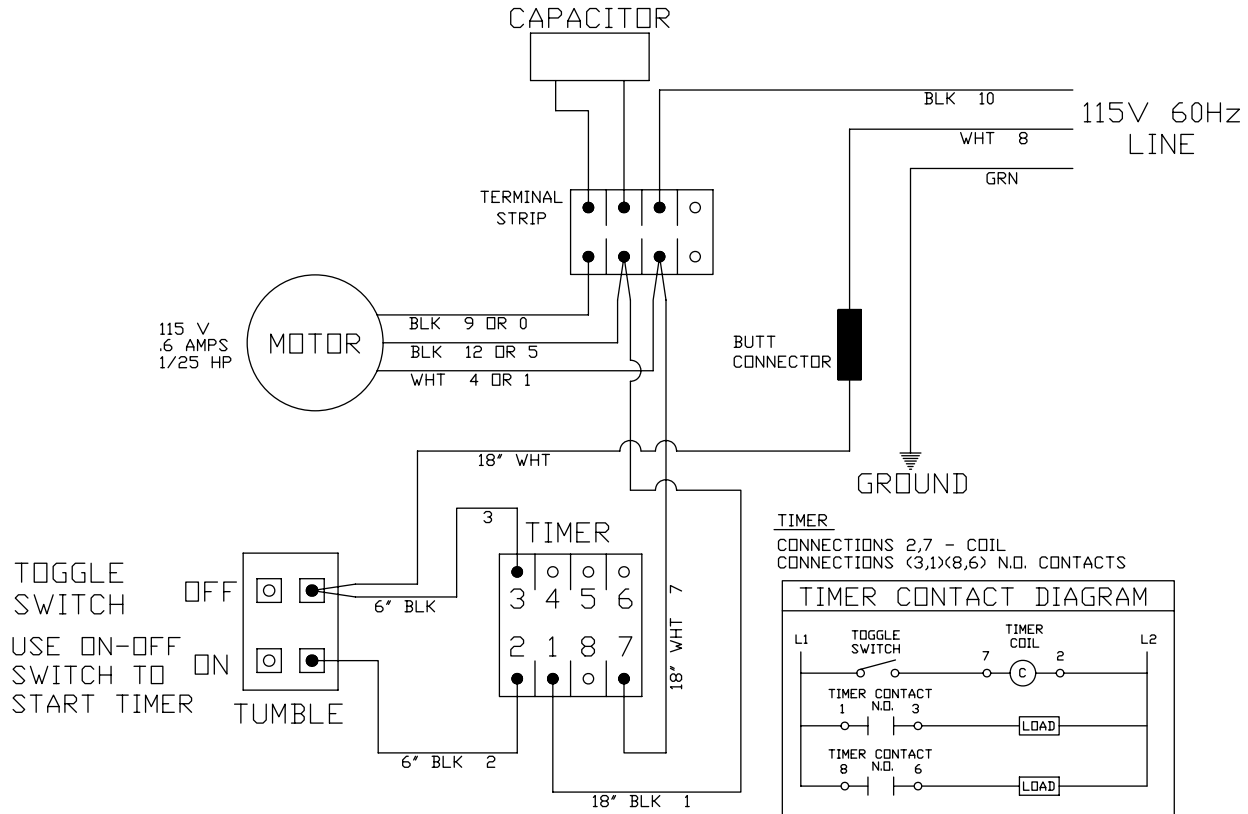 CAPACITOR
BLK 10
115V 60Hz
LINE
WHT 8
GRN
TERMINAL
STRIP
115 V
.6 AMPS
1/25 HP
MOTOR
BLK 9 OR 0
BLK 12 OR 5
WHT 4 OR 1
BUTT
CONNECTOR
18" WHT
GROUND
3
TIMER
TOGGLE
SWITCH
OFF
6" BLK
USE ON-OFF
SWITCH TO
START TIMER
ON
TUMBLE
3 4 5 6
2 1 8 7
18" WHT 7
6" BLK 2
18" BLK 1
TIMER
CONNECTIONS 2,7 - COIL
CONNECTIONS (3,1)(8,6) N.O. CONTACTS
TIMER CONTACT DIAGRAM
L1
TOGGLE
SWITCH
TIMER
COIL
L2
7
C
2
TIMER CONTACT
N.O.
1 3
LOAD
TIMER CONTACT
N.O.
8 6
LOAD